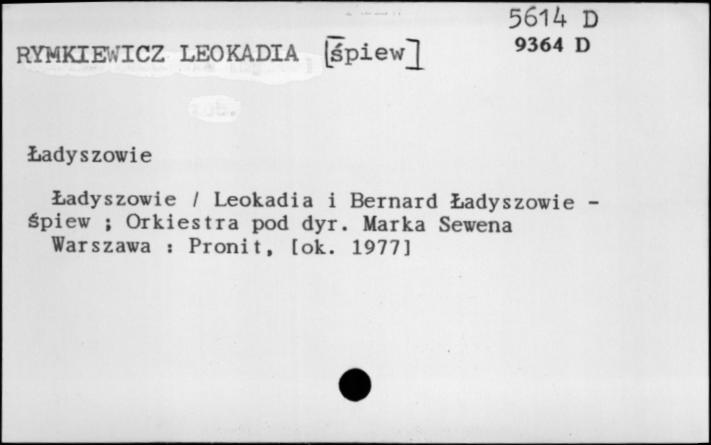 5614 D
9364 D
RYMKIEWICZ LEOKADIA [śpiew]
zob.
Ładyszowie
Ładyszowie / Leokadia i Bernard Ładyszowie -
śpiew ; Orkiestra pod dyr. Marka Sewena
Warszawa : Pronit, [ok. 1977]